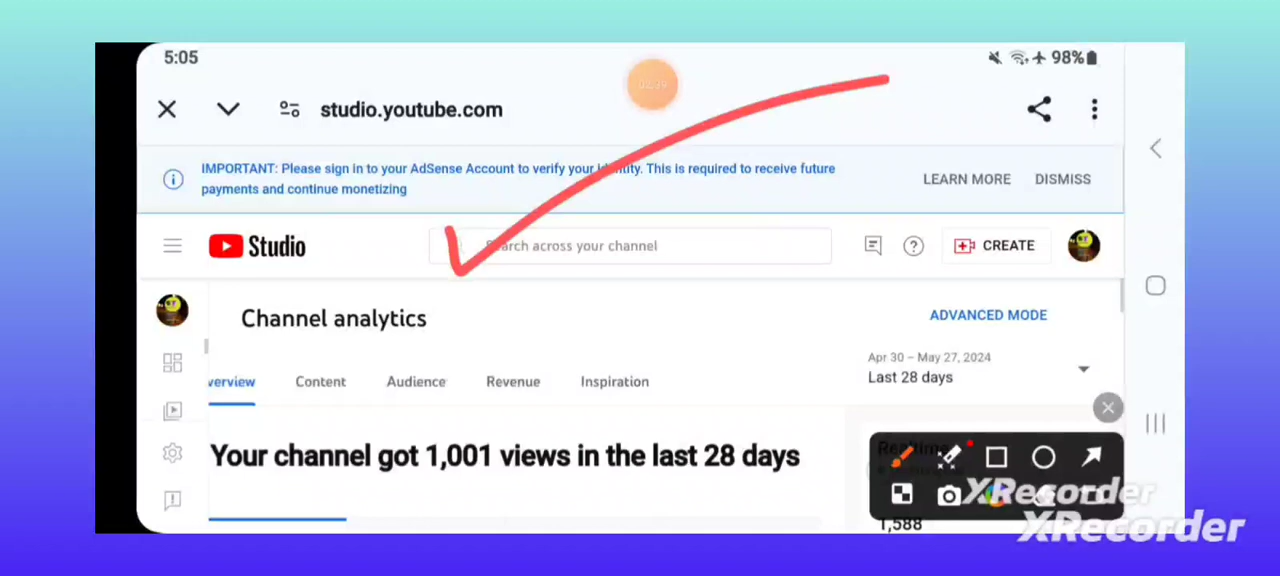 5:05
98%
studio.youtube.com
IMPORTANT: Please sign in to your AdSense Account to verify your identity. This is required to receive future
payments and continue monetizing
LEARN MORE
DISMISS
Studio
Search across your channel
CREATE
Channel analytics
ADVANCED MODE
Apr 30 – May 27, 2024
Last 28 days
verview
Content
Audience
Revenue
Inspiration
Your channel got 1,001 views in the last 28 days
Realtime
1,588
XRecorder
XRecorder